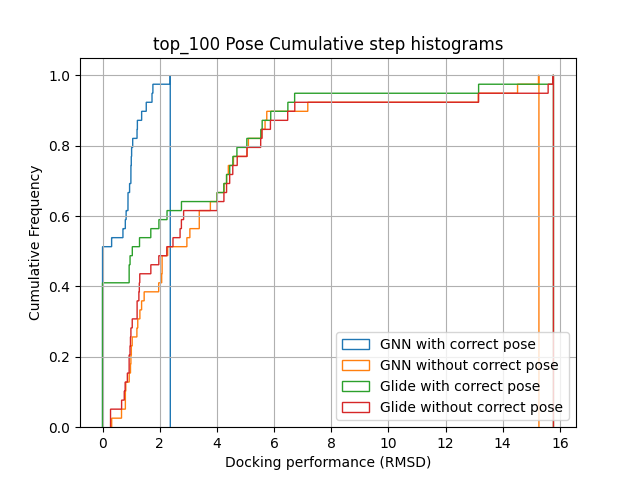 top_100 Pose Cumulative step histograms
1.0
0.8
0.6
0.4
0.2
0.0
Cumulative Frequency
GNN with correct pose
GNN without correct pose
Glide with correct pose
Glide without correct pose
0 2 4 6 8 10 12 14 16
Docking performance (RMSD)